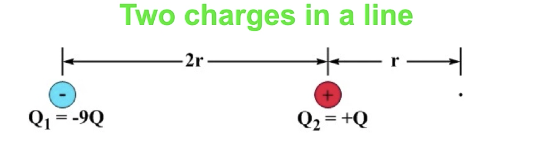 Two charges in a line
2r r
- +
Q₁ = -9Q Q₂ = +Q